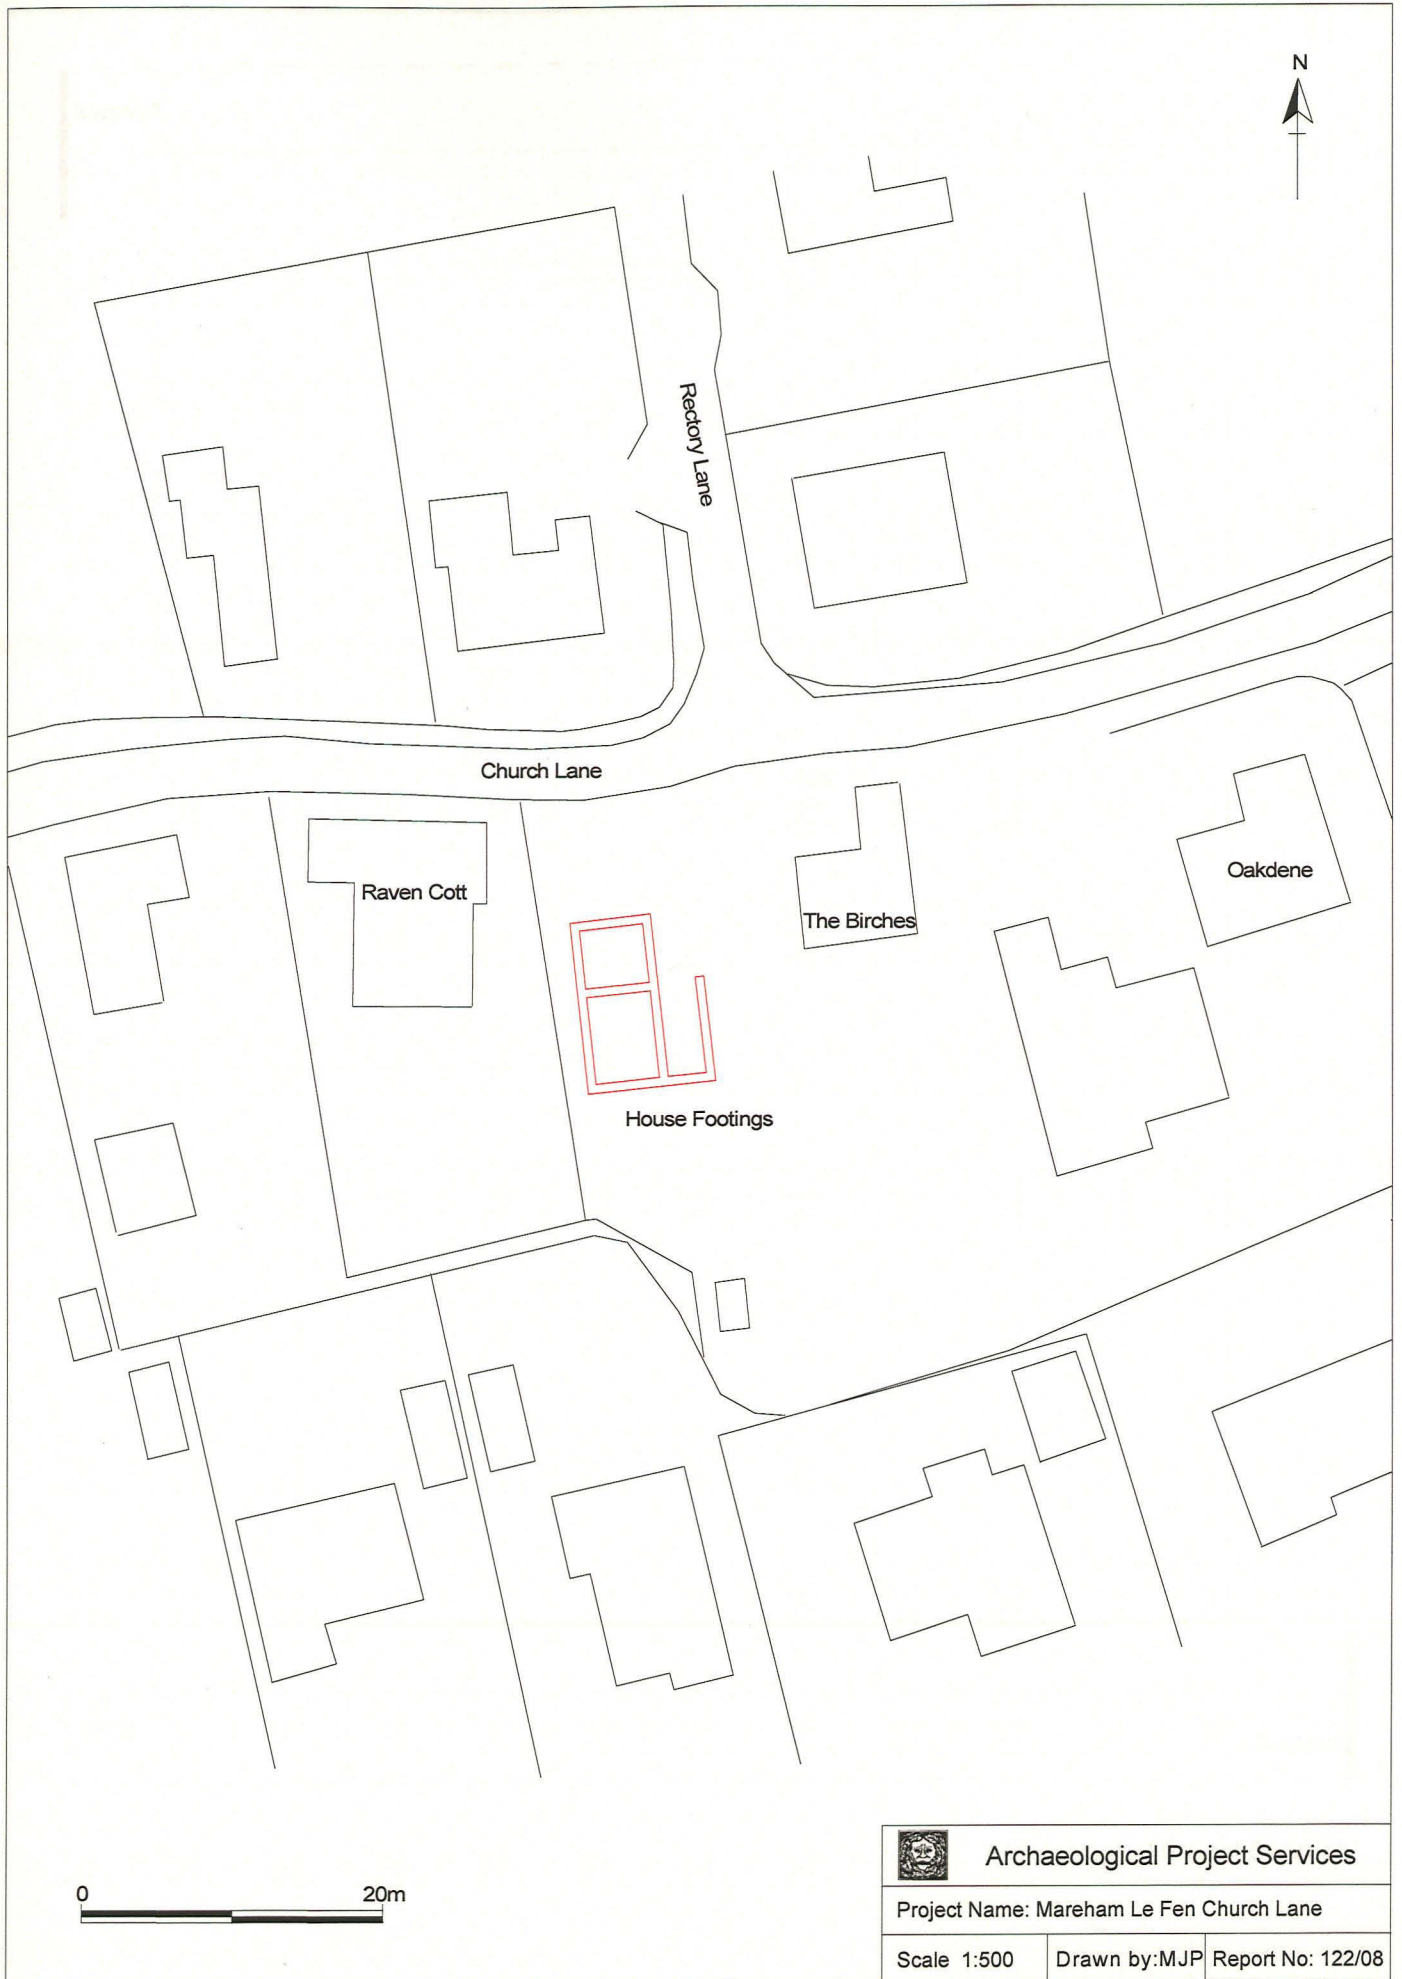 N
Rectory Lane
Church Lane
Raven Cott
Oakdene
The Birches
House Footings
0 20m
Archaeological Project Services
Project Name: Mareham Le Fen Church Lane
Scale 1:500 Drawn by:MJP Report No: 122/08